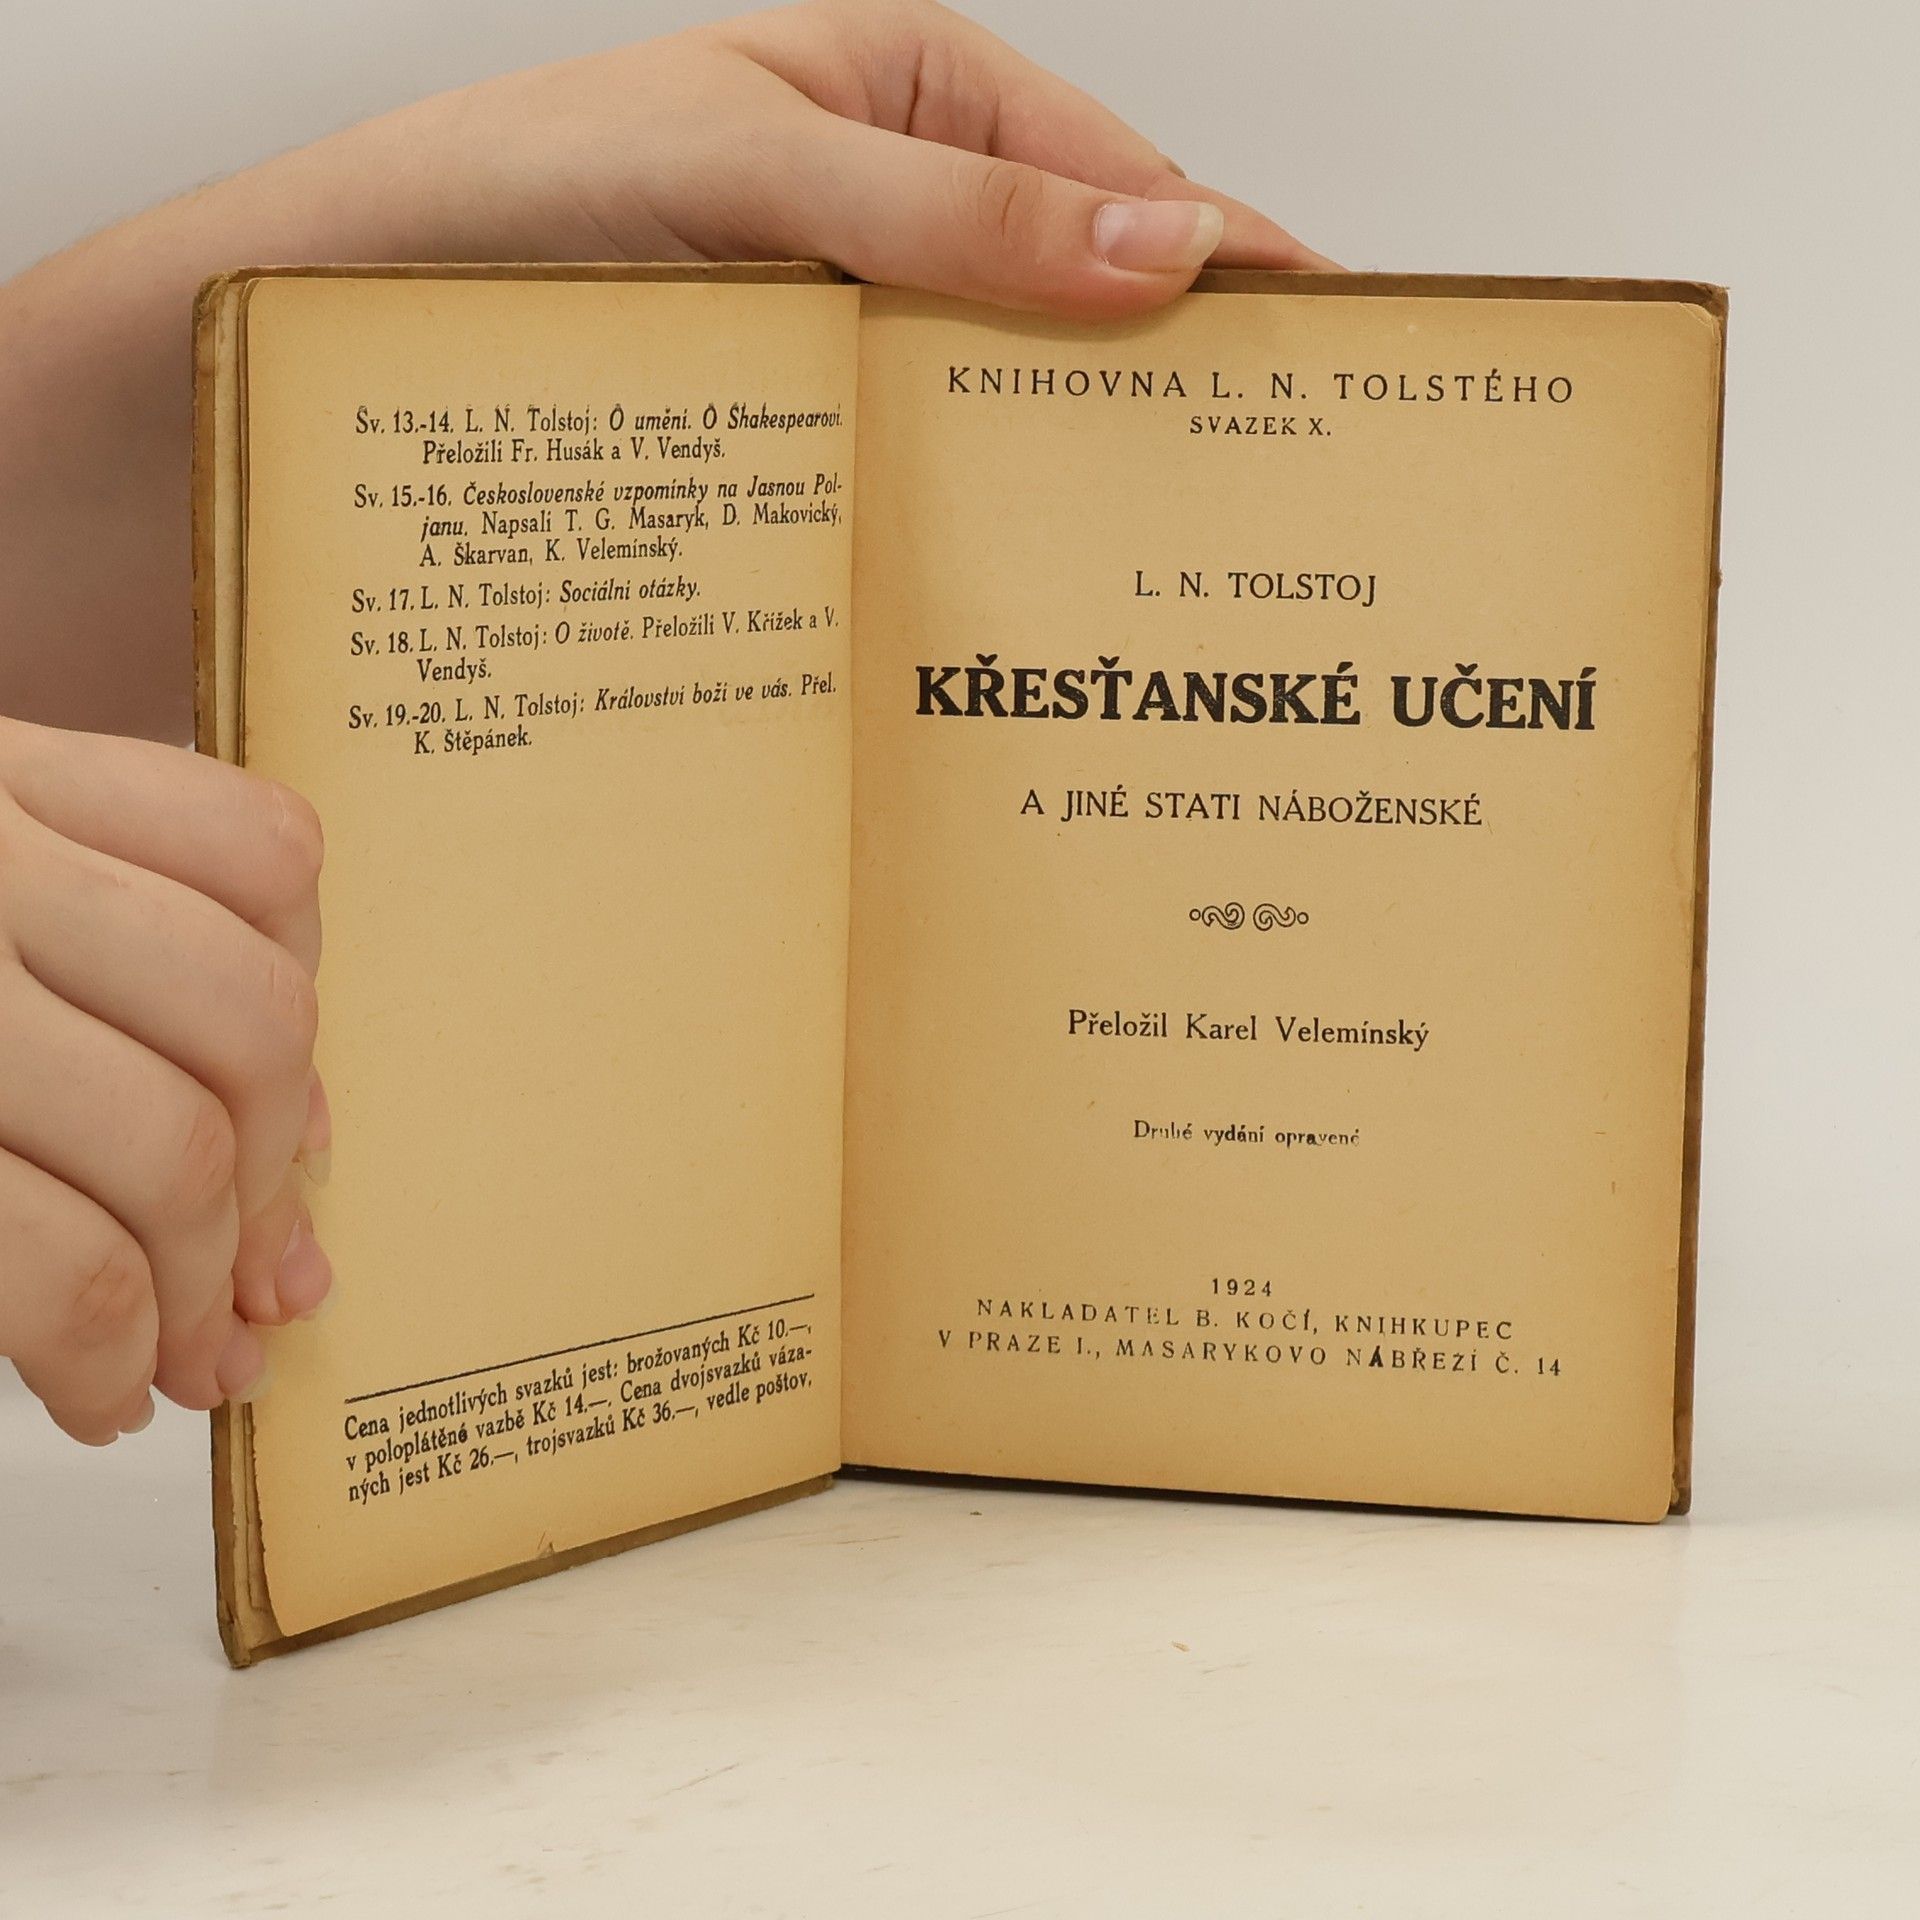 Sv. 13.-14. L. N. Tolstoj: O umění. O Shakespearovi.
Přeložili Fr. Husák a V. Vendyš.
Sv. 15.-16. Československé vzpomínky na Jasnou Pol-
janu. Napsali T. G. Masaryk, D. Makovický,
A. Škarvan, K. Velemínský.
Sv. 17. L. N. Tolstoj: Sociální otázky.
Sv. 18. L. N. Tolstoj: O životě. Přeložili V. Křížek a V.
Vendyš.
Sv. 19.-20. L. N. Tolstoj: Království boží ve vás. Přel.
K. Štěpánek.
Cena jednotlivých svazků jest: brožovaných Kč 10.—,
v poloplátěné vazbě Kč 14.—. Cena dvojsvazků váza-
ných jest Kč 26.—, trojsvazků Kč 36.—, vedle poštov.
KNIHOVNA L. N. TOLSTÉHO
SVAZEK X.
L. N. TOLSTOJ
KŘESŤANSKÉ UČENÍ
A JINÉ STATI NÁBOŽENSKÉ
Přeložil Karel Velemínský
Druhé vydání opravené
1924
NAKLADATEL B. KOČÍ, KNIHKUPEC
V PRAZE I., MASARYKOVO NÁBŘEŽÍ Č. 14